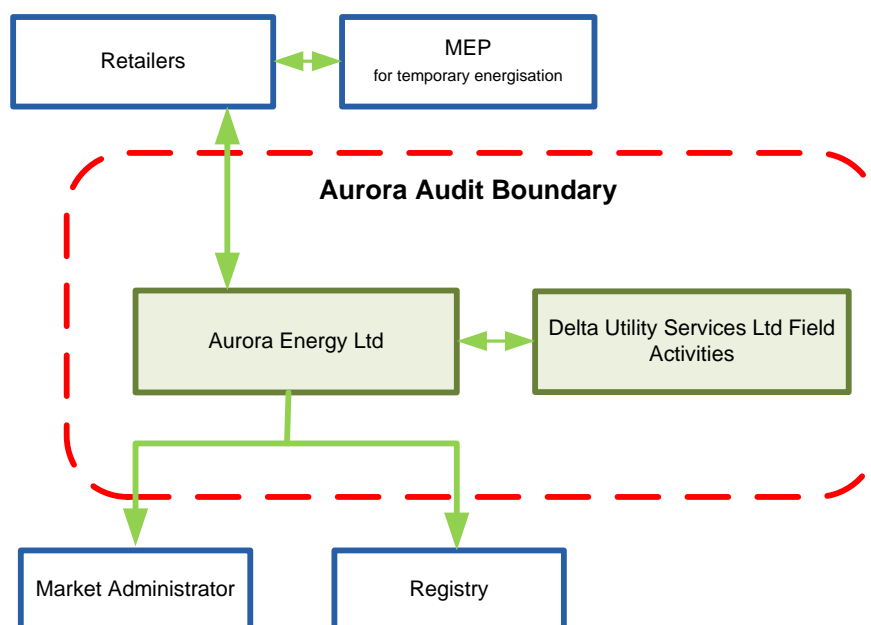 Retailers
MEP
for temporary energisation
Aurora Audit Boundary
Aurora Energy Ltd
Delta Utility Services Ltd Field
Activities
Market Administrator
Registry